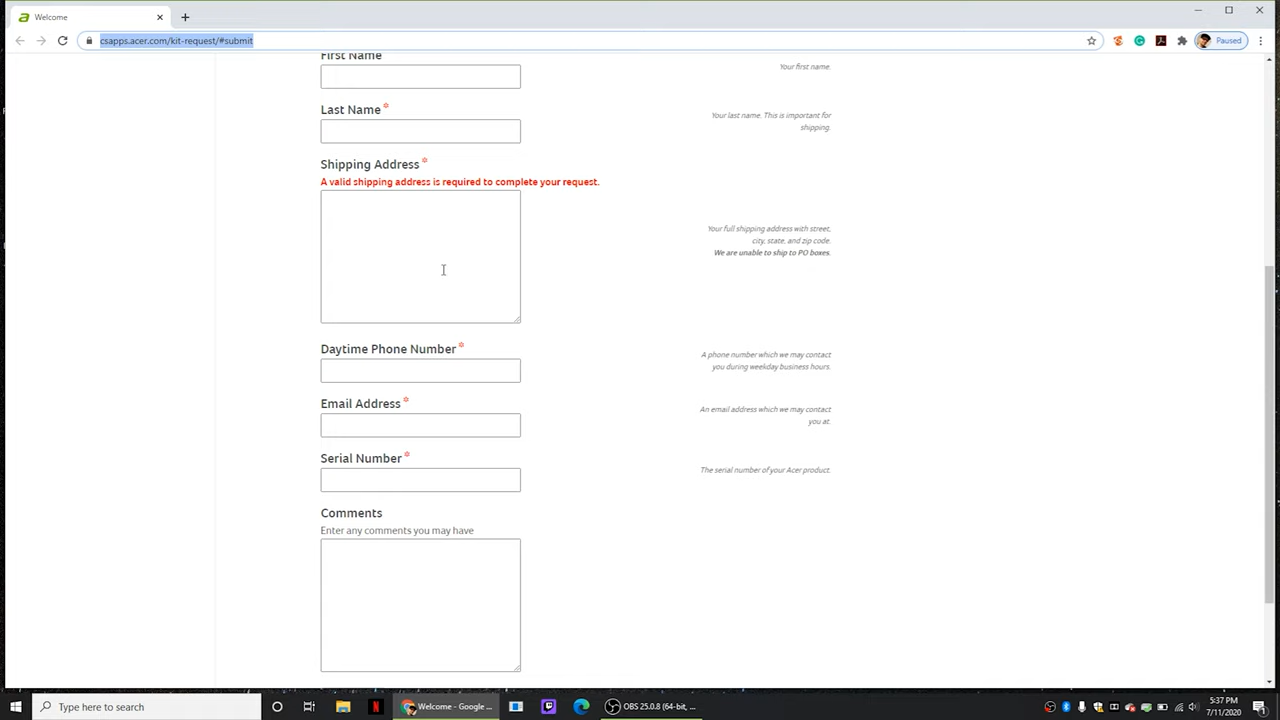 Welcome
csapps.acer.com/kit-request/#submit
Paused
First Name
Your first name.
Last Name *
Your last name. This is important for
shipping.
Shipping Address *
A valid shipping address is required to complete your request.
Your full shipping address with street,
city, state, and zip code.
We are unable to ship to PO boxes.
Daytime Phone Number *
A phone number which we may contact
you during weekday business hours.
Email Address *
An email address which we may contact
you at.
Serial Number *
The serial number of your Acer product.
Comments
Enter any comments you may have
Type here to search
Welcome - Google ...
OBS 25.0.8 (64-bit, ...
5:37 PM
7/11/2020